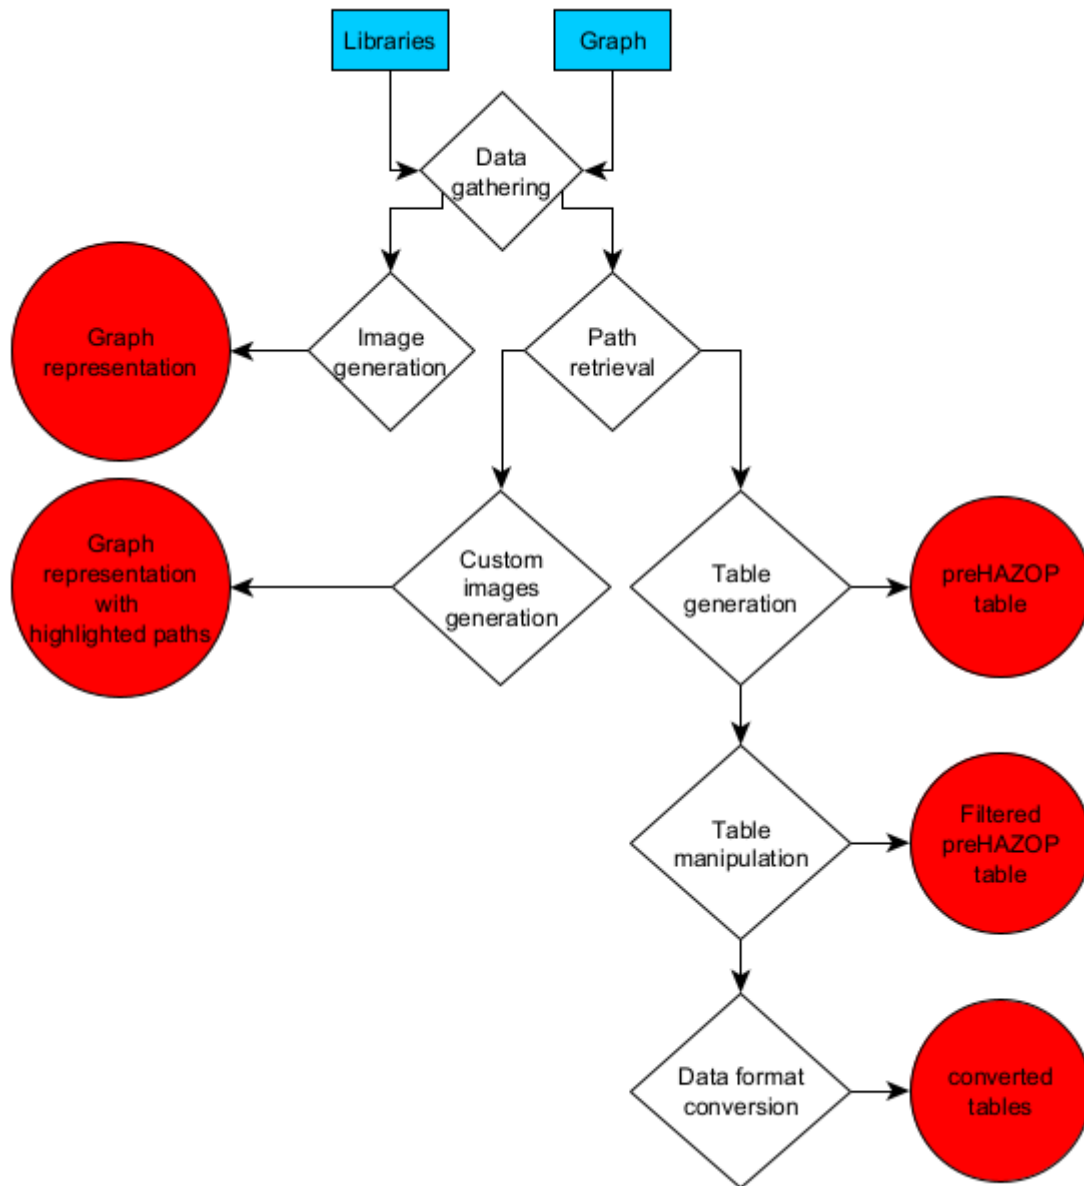 Libraries
Graph
Data
gathering
Graph
representation
Image
generation
Path
retrieval
Graph
representation
with
highlighted paths
Custom
images
generation
Table
generation
preHAZOP
table
Table
manipulation
Filtered
preHAZOP
table
Data format
conversion
converted
tables